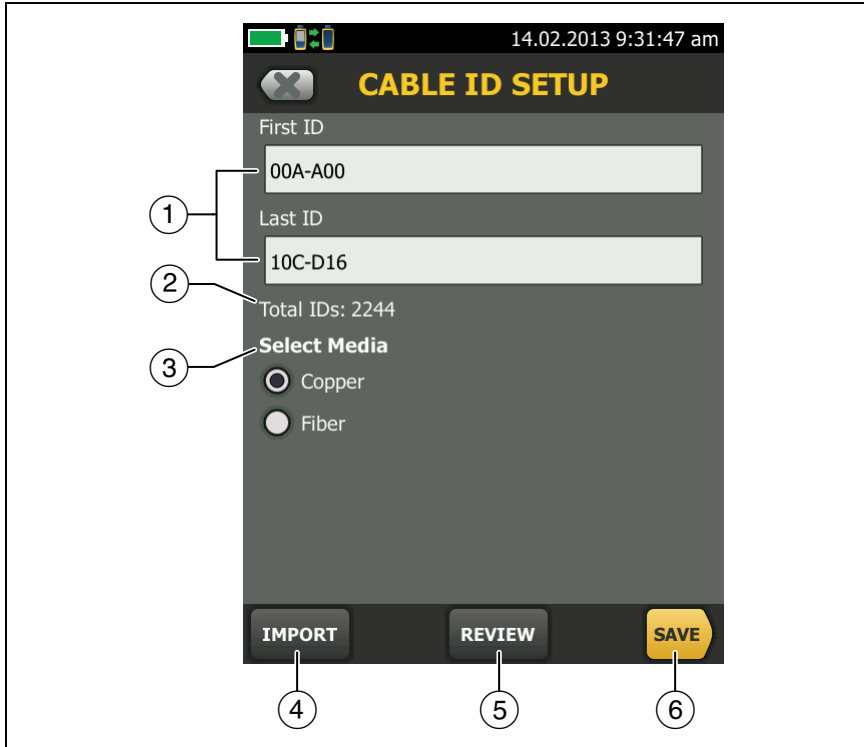 14.02.2013 9:31:47 am
CABLE ID SETUP
First ID
00A-A00
1
Last ID
10C-D16
2
Total IDs: 2244
Select Media
3
Copper
Fiber
IMPORT
REVIEW
SAVE
4
5
6